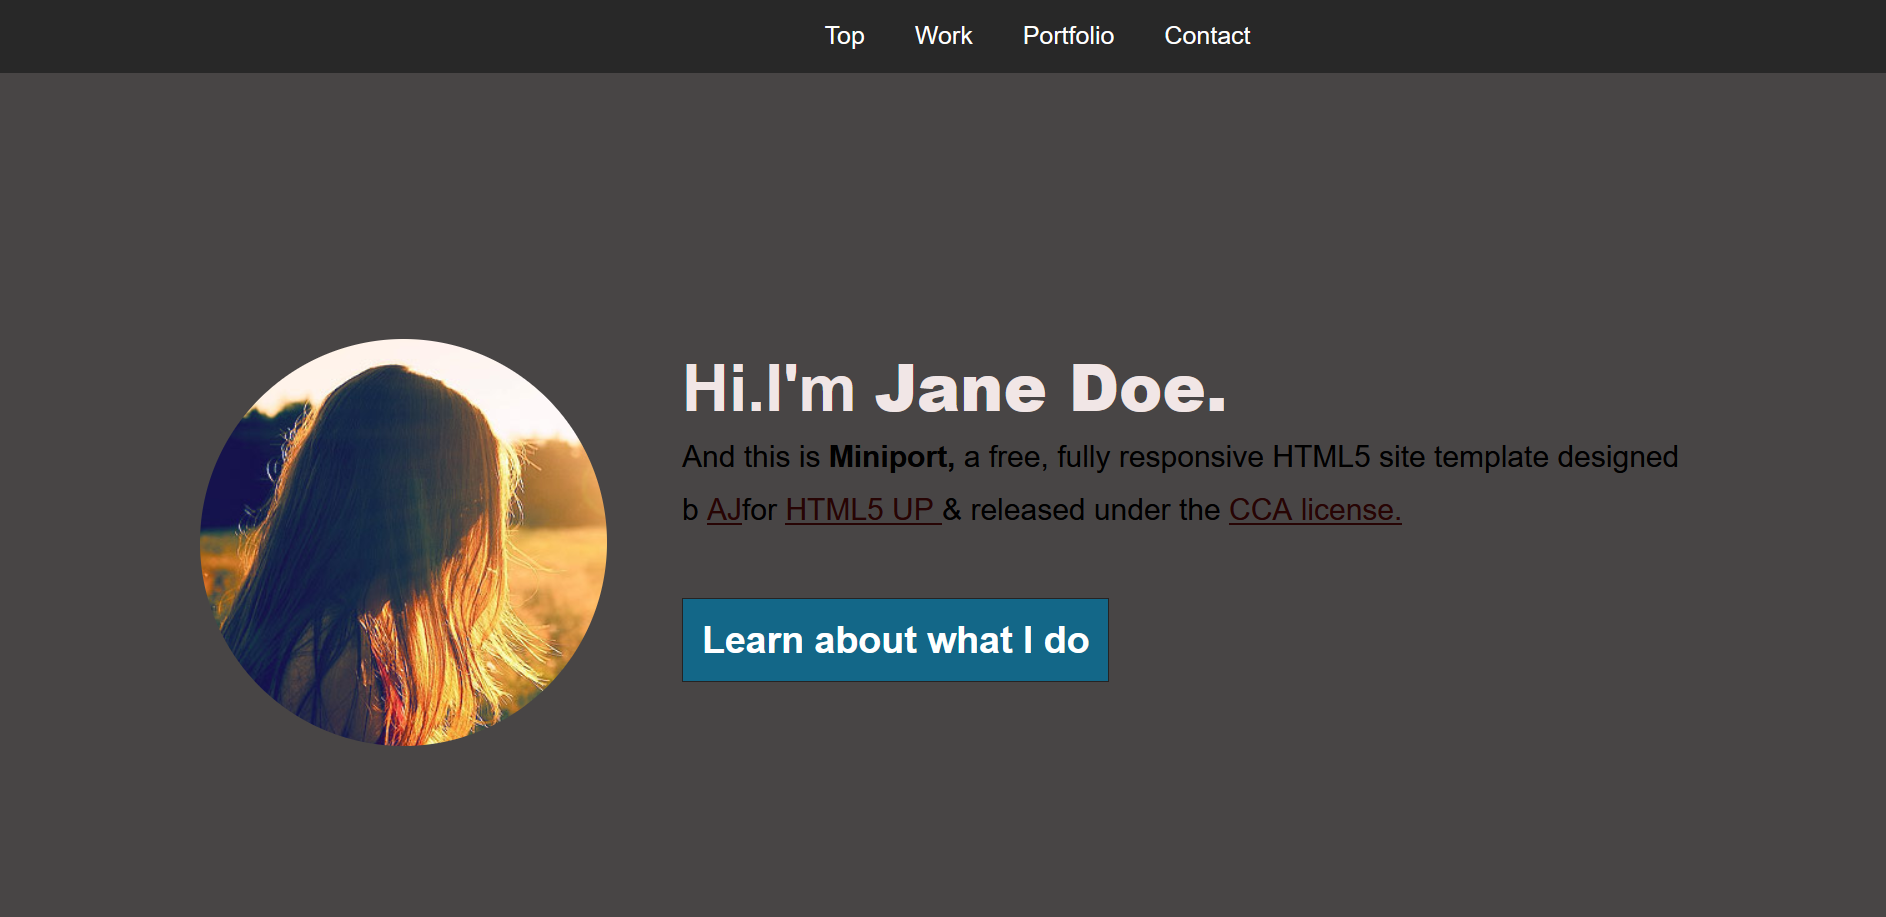 Top Work Portfolio Contact
Hi.I'm Jane Doe.
And this is Miniport, a free, fully responsive HTML5 site template designed
b AJfor HTML5 UP & released under the CCA license.
Learn about what I do